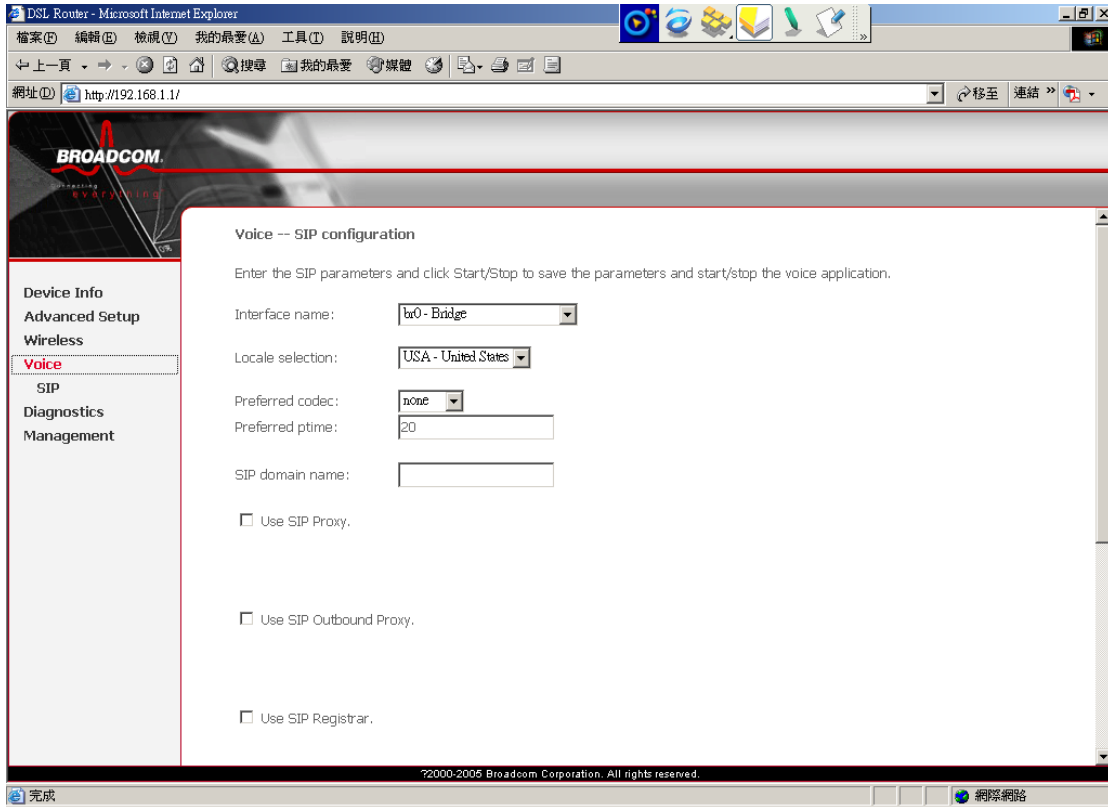 DSL Router - Microsoft Internet Explorer
檔案(F) 編輯(E) 檢視(V) 我的最愛(A) 工具(T) 說明(H)
上一頁 搜尋 我的最愛 媒體
網址(D) http://192.168.1.1/ 移至 連結 »
BROADCOM.
Connecting
everything
Voice -- SIP configuration
Enter the SIP parameters and click Start/Stop to save the parameters and start/stop the voice application.
Device Info
Advanced Setup
Wireless
Voice
SIP
Diagnostics
Management
Interface name: br0 - Bridge
Locale selection: USA - United States
Preferred codec: none
Preferred ptime: 20
SIP domain name:
Use SIP Proxy.
Use SIP Outbound Proxy.
Use SIP Registrar.
?2000-2005 Broadcom Corporation. All rights reserved.
完成 網際網路